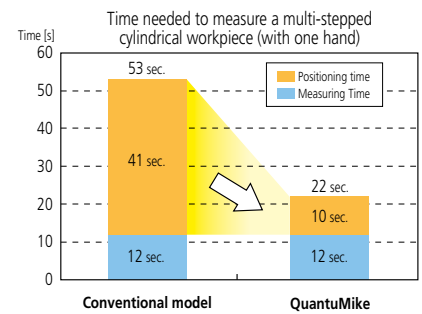 Time needed to measure a multi-stepped
cylindrical workpiece (with one hand)
Time [s]
60
50
40
30
20
10
0
Positioning time
Measuring Time
53 sec.
41 sec.
12 sec.
22 sec.
10 sec.
12 sec.
Conventional model
QuantuMike